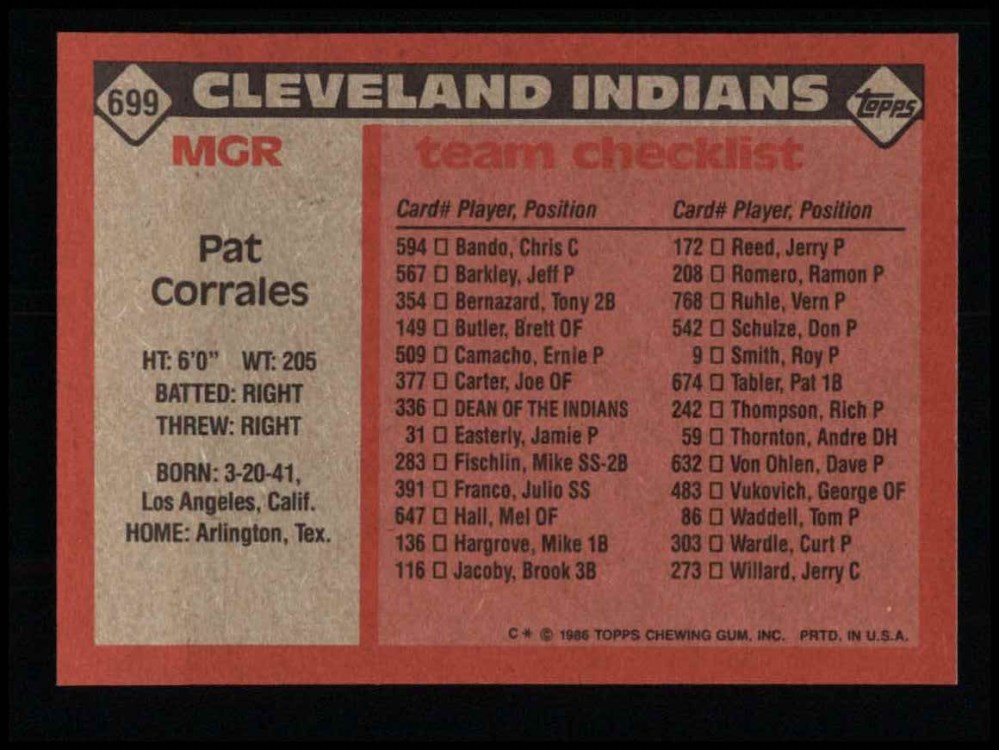 699 CLEVELAND INDIANS topps
MGR
Pat
Corrales
HT: 6'0" WT: 205
BATTED: RIGHT
THREW: RIGHT
BORN: 3-20-41,
Los Angeles, Calif.
HOME: Arlington, Tex.
team checklist
Card# Player, Position
594 □ Bando, Chris C
567 □ Barkley, Jeff P
354 □ Bernazard, Tony 2B
149 □ Butler, Brett OF
509 □ Camacho, Ernie P
377 □ Carter, Joe OF
336 □ DEAN OF THE INDIANS
31 □ Easterly, Jamie P
283 □ Fischlin, Mike SS-2B
391 □ Franco, Julio SS
647 □ Hall, Mel OF
136 □ Hargrove, Mike 1B
116 □ Jacoby, Brook 3B
Card# Player, Position
172 □ Reed, Jerry P
208 □ Romero, Ramon P
768 □ Ruhle, Vern P
542 □ Schulze, Don P
9 □ Smith, Roy P
674 □ Tabler, Pat 1B
242 □ Thompson, Rich P
59 □ Thornton, Andre DH
632 □ Von Ohlen, Dave P
483 □ Vukovich, George OF
86 □ Waddell, Tom P
303 □ Wardle, Curt P
273 □ Willard, Jerry C
C* © 1986 TOPPS CHEWING GUM, INC. PRTD. IN U.S.A.